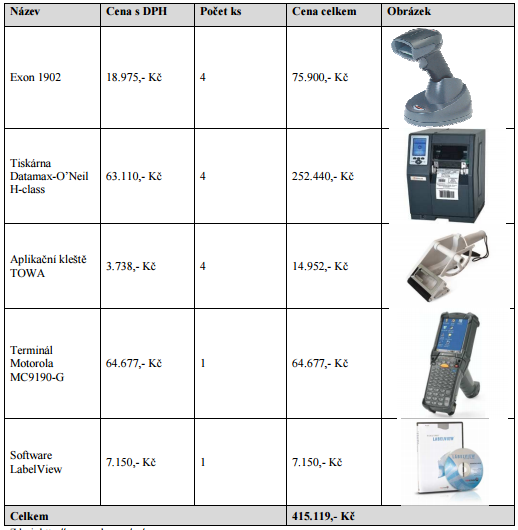 Název Cena s DPH Počet ks Cena celkem Obrázek
Exon 1902 18.975,- Kč 4 75.900,- Kč
Tiskárna
Datamax-O’Neil 63.110,- Kč 4 252.440,- Kč
H-class
Aplikační kleště
TOWA 3.738,- Kč 4 14.952,- Kč
Terminál
Motorola 64.677,- Kč 1 64.677,- Kč
MC9190-G
Software
LabelView 7.150,- Kč 1 7.150,- Kč
LABELVIEW
Celkem 415.119,- Kč